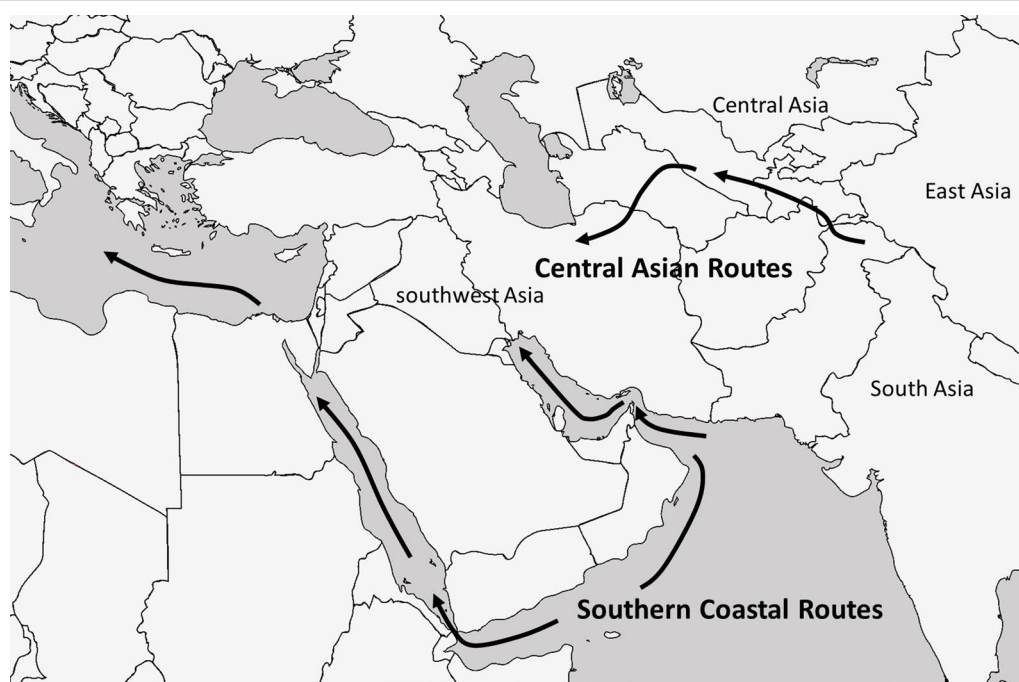 Central Asia
East Asia
Central Asian Routes
southwest Asia
South Asia
Southern Coastal Routes